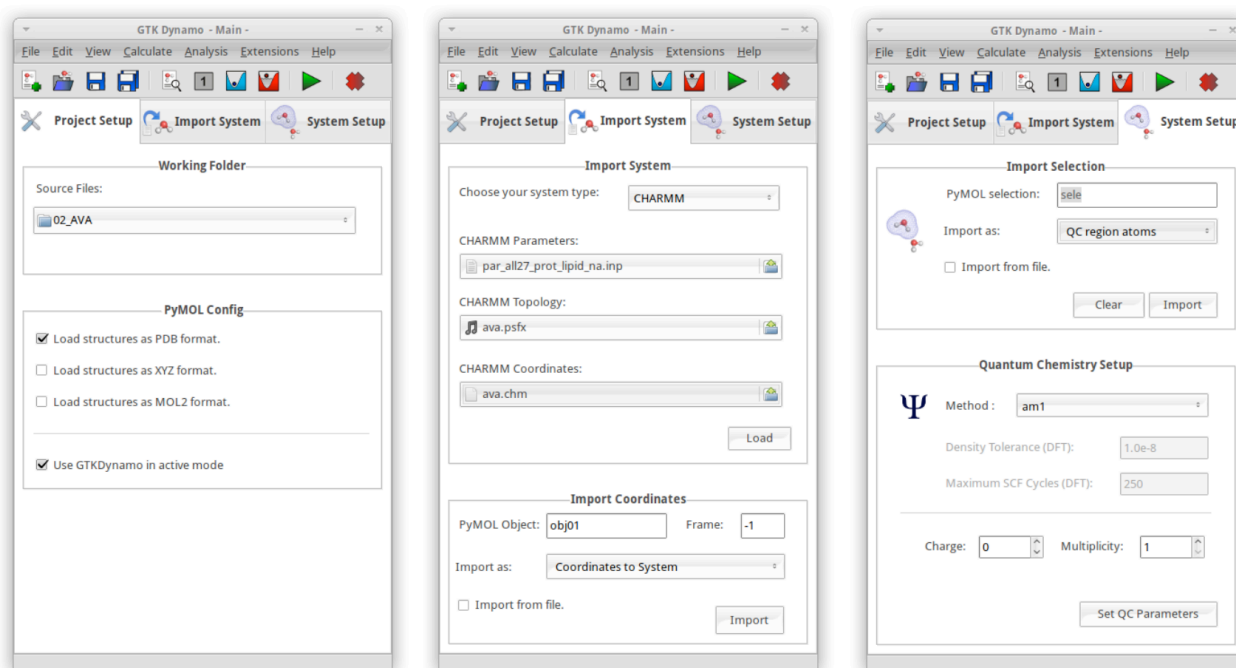 GTK Dynamo - Main -
File Edit View Calculate Analysis Extensions Help
1
Project Setup Import System System Setup
Working Folder
Source Files:
02_AVA
PyMOL Config
Load structures as PDB format.
Load structures as XYZ format.
Load structures as MOL2 format.
Use GTKDynamo in active mode
GTK Dynamo - Main -
File Edit View Calculate Analysis Extensions Help
1
Project Setup Import System System Setup
Import System
Choose your system type: CHARMM
CHARMM Parameters:
par_all27_prot_lipid_na.inp
CHARMM Topology:
ava.psfx
CHARMM Coordinates:
ava.chm
Load
Import Coordinates
PyMOL Object: obj01 Frame: -1
Import as: Coordinates to System
Import from file.
Import
GTK Dynamo - Main -
File Edit View Calculate Analysis Extensions Help
1
Project Setup Import System System Setup
Import Selection
PyMOL selection: sele
Import as: QC region atoms
Import from file.
Clear Import
Quantum Chemistry Setup
Ψ Method : am1
Density Tolerance (DFT): 1.0e-8
Maximum SCF Cycles (DFT): 250
Charge: 0 Multiplicity: 1
Set QC Parameters